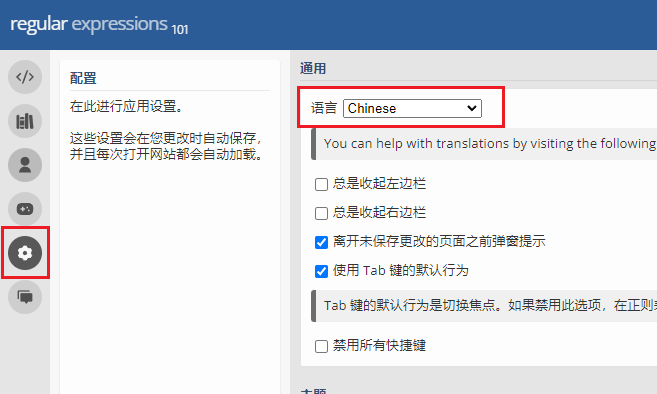 regular expressions 101
配置
在此进行应用设置。
这些设置会在您更改时自动保存，
并且每次打开网站都会自动加载。
通用
语言 Chinese
You can help with translations by visiting the following
总是收起左边栏
总是收起右边栏
离开未保存更改的页面之前弹窗提示
使用 Tab 键的默认行为
Tab 键的默认行为是切换焦点。如果禁用此选项，在正则
禁用所有快捷键